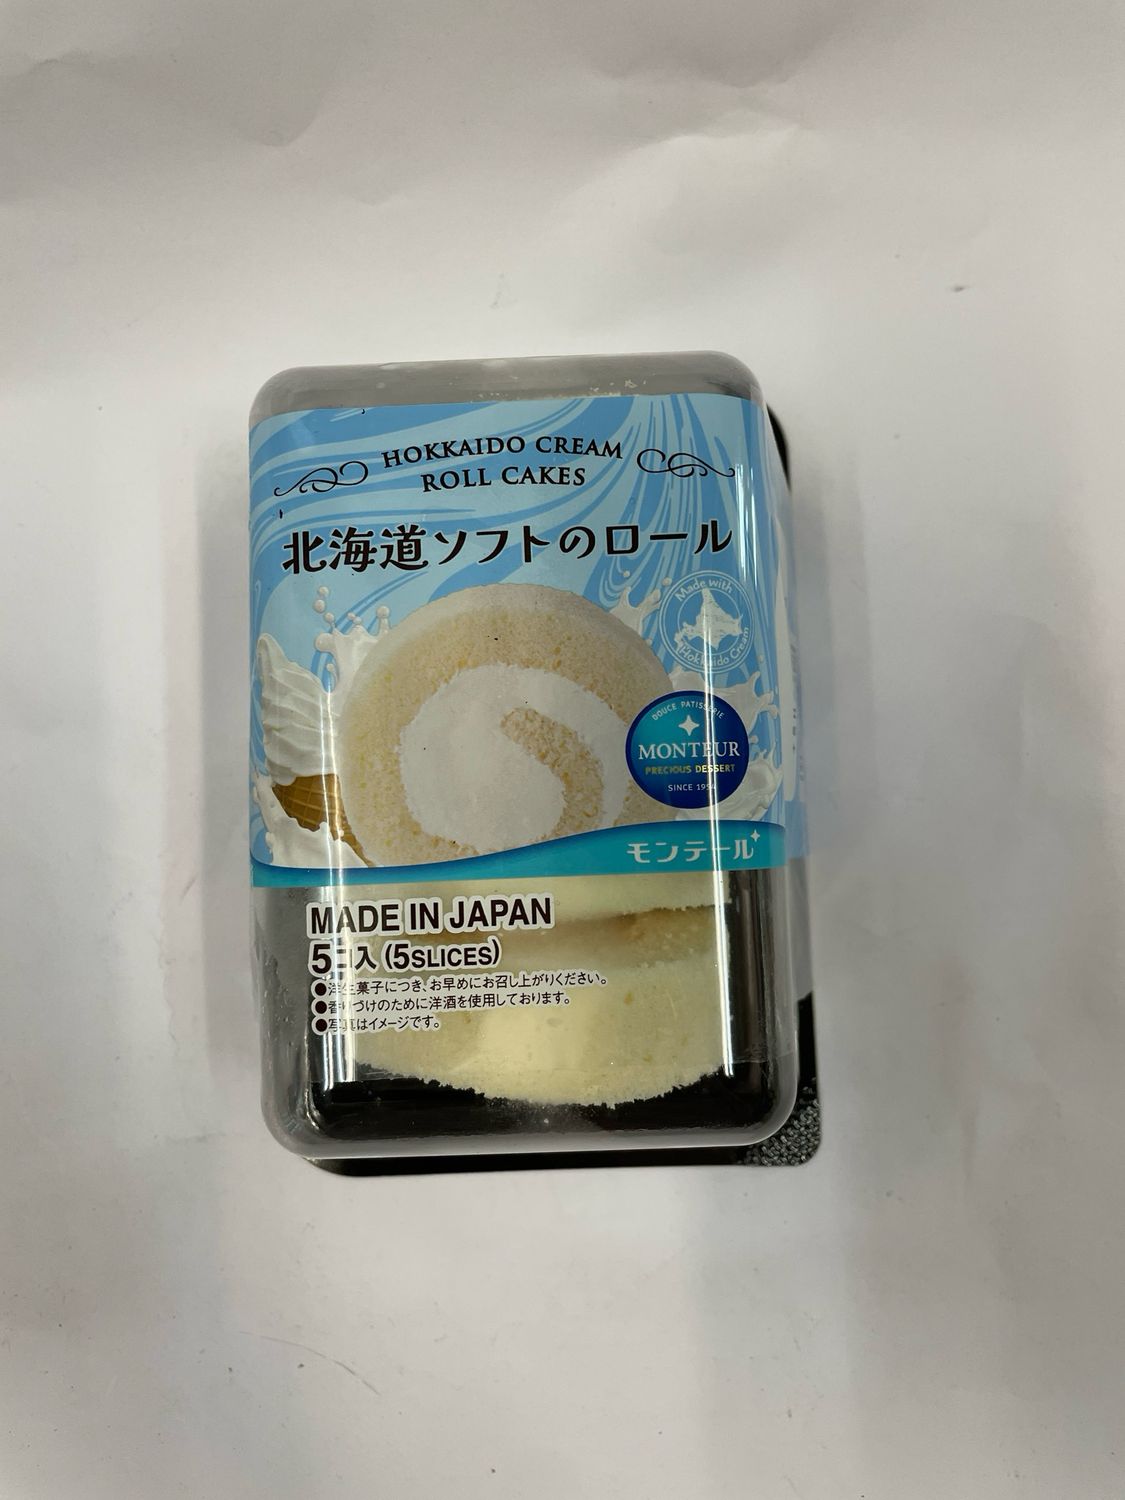 HOKKAIDO CREAM
ROLL CAKES
北海道ソフトのロール
Made with
Hokkaido Cream
DOUCE PATISSERIE
MONTEUR
PRECIOUS DESSERT
SINCE 1954
モンテール
MADE IN JAPAN
5コ入 (5SLICES)
●洋生菓子につき、お早めにお召し上がりください。
●香りづけのために洋酒を使用しております。
●写真はイメージです。